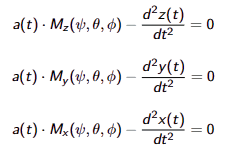 a(t) · M_z(ψ, θ, ϕ) − d²z(t)/dt² = 0
a(t) · M_y(ψ, θ, ϕ) − d²y(t)/dt² = 0
a(t) · M_x(ψ, θ, ϕ) − d²x(t)/dt² = 0